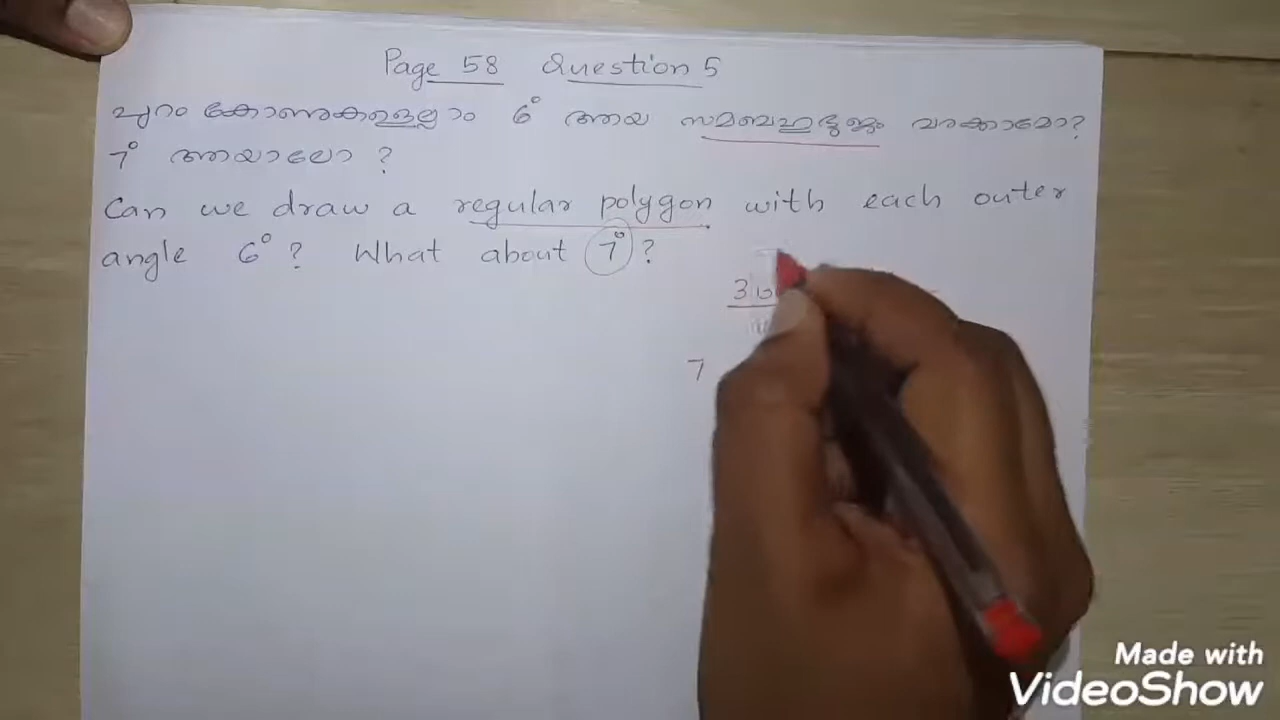 Page 58 Question 5
പുറം കോണുകളെല്ലാം 6° ആയ സമബഹുഭുജം വരക്കാമോ?
7° ആയാലോ ?
Can we draw a regular polygon with each outer
angle 6° ? What about 7° ?
7
Made with
VideoShow